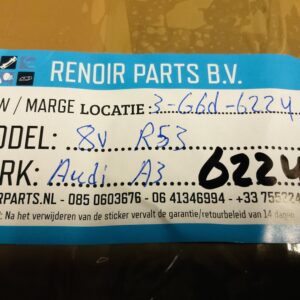 RENOIR PARTS B.V.
W / MARGE LOCATIE: 3-G6d-6224
ODEL: 8v R53
RK: Audi A3 6224
RPARTS.NL - 085 0603676 - 06 41346994 - +33 7552
: Na het verwijderen van de sticker vervalt de garantie/retourbeleid van 14 dagen